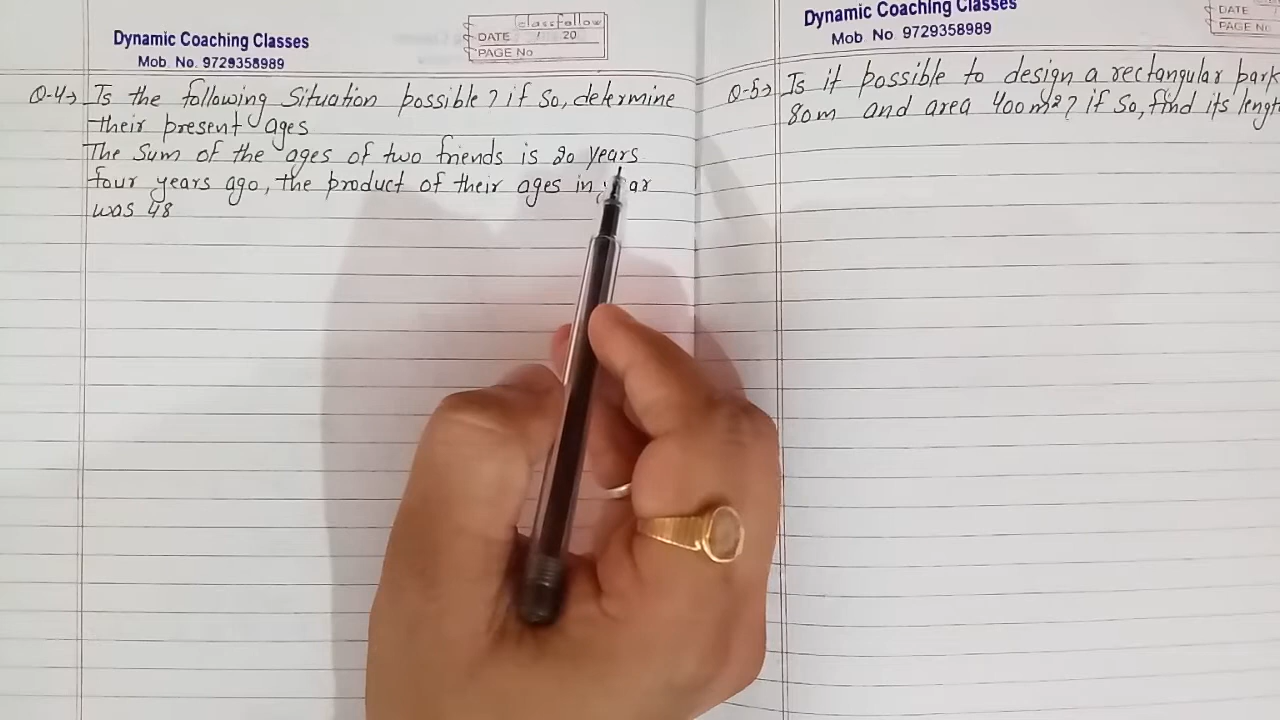 Dynamic Coaching Classes
Mob. No. 9729358989
classfollow
DATE / 20
PAGE No
Q-4→ Is the following Situation possible? if so, determine
their present ages
The Sum of the ages of two friends is 20 years
four years ago, the product of their ages in
was 48
Dynamic Coaching Classes
Mob No 9729358989
DATE
PAGE No
Q-5→ Is it possible to design a rectangular park
80m and area 400m²? if So, find its